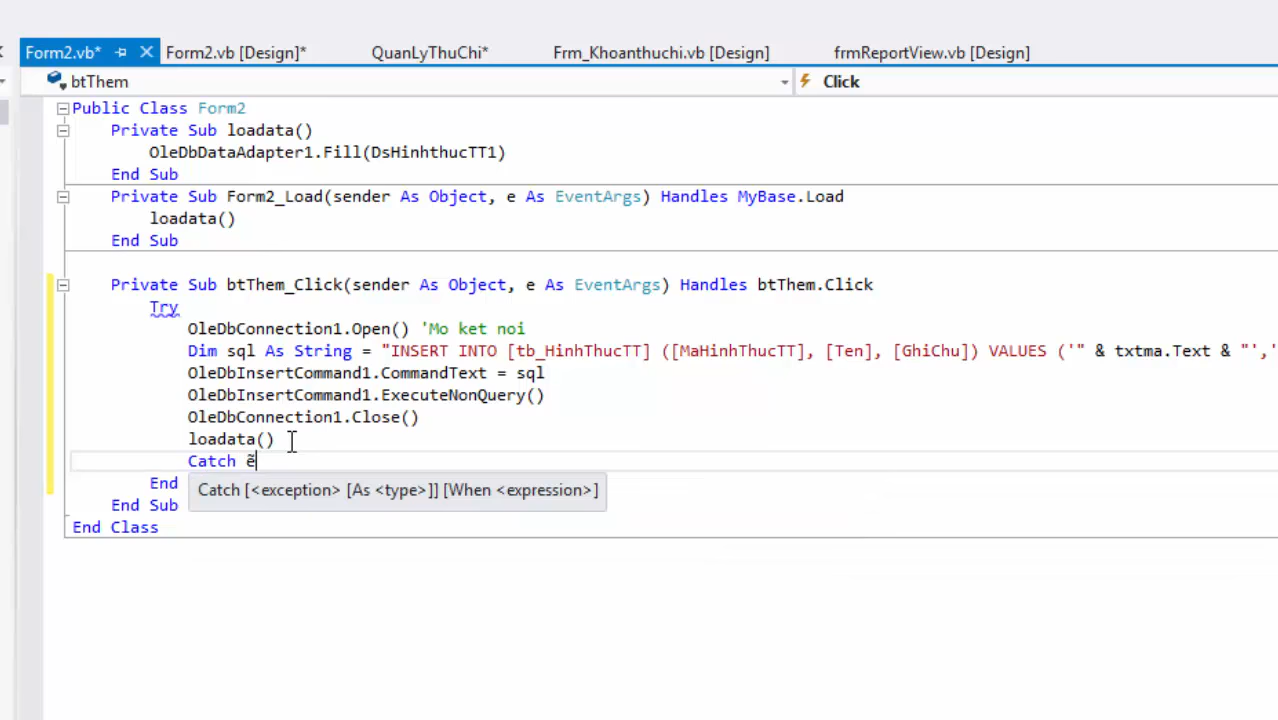 Form2.vb*
Form2.vb [Design]*
QuanLyThuChi*
Frm_Khoanthuchi.vb [Design]
frmReportView.vb [Design]
btThem
Click
Public Class Form2
Private Sub loadata()
OleDbDataAdapter1.Fill(DsHinhthucTT1)
End Sub
Private Sub Form2_Load(sender As Object, e As EventArgs) Handles MyBase.Load
loadata()
End Sub
Private Sub btThem_Click(sender As Object, e As EventArgs) Handles btThem.Click
Try
OleDbConnection1.Open() 'Mo ket noi
Dim sql As String = "INSERT INTO [tb_HinhThucTT] ([MaHinhThucTT], [Ten], [GhiChu]) VALUES ('" & txtma.Text & "','
OleDbInsertCommand1.CommandText = sql
OleDbInsertCommand1.ExecuteNonQuery()
OleDbConnection1.Close()
loadata()
Catch ẽ
End
Catch [<exception> [As <type>]] [When <expression>]
End Sub
End Class